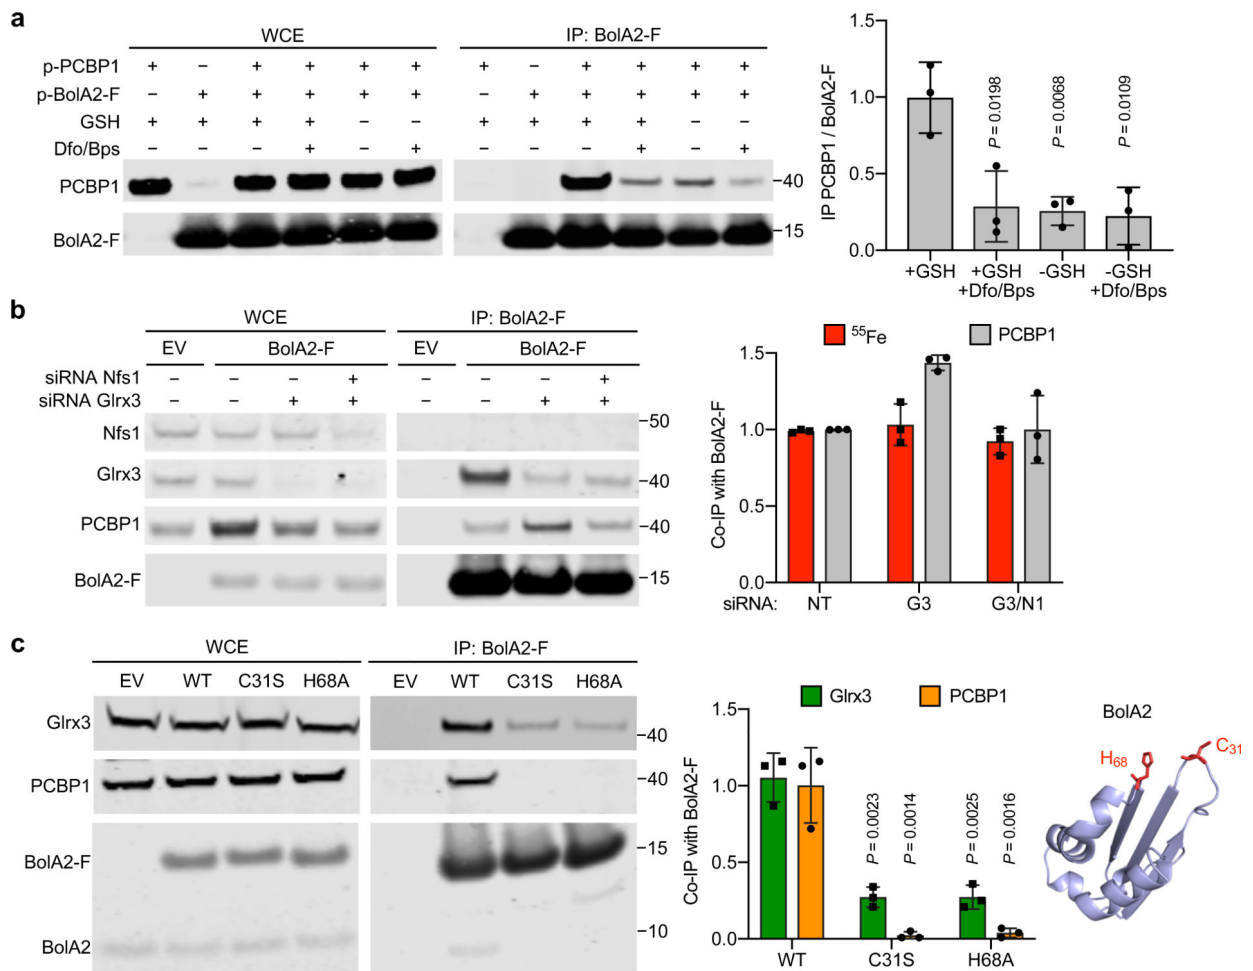 a
WCE
IP: BolA2-F
p-PCBP1 + − + + + + + − + + + +
p-BolA2-F − + + + + + − + + + + +
GSH + + + + − − + + + + − −
Dfo/Bps − − − + − + − − − + − +
PCBP1
40
BolA2-F
15
IP PCBP1 / BolA2-F
1.5
1.0
0.5
0.0
P = 0.0198
P = 0.0068
P = 0.0109
+GSH
+GSH
+Dfo/Bps
-GSH
-GSH
+Dfo/Bps
b
WCE
IP: BolA2-F
EV BolA2-F EV BolA2-F
siRNA Nfs1 − − − + − − − +
siRNA Glrx3 − − + + − − + +
Nfs1
50
Glrx3
40
PCBP1
40
BolA2-F
15
55Fe
PCBP1
Co-IP with BolA2-F
1.5
1.0
0.5
0.0
siRNA: NT G3 G3/N1
c
WCE
IP: BolA2-F
EV WT C31S H68A EV WT C31S H68A
Glrx3
40
PCBP1
40
BolA2-F
15
BolA2
10
Glrx3
PCBP1
Co-IP with BolA2-F
1.5
1.0
0.5
0.0
P = 0.0023
P = 0.0014
P = 0.0025
P = 0.0016
WT C31S H68A
BolA2
H68
C31